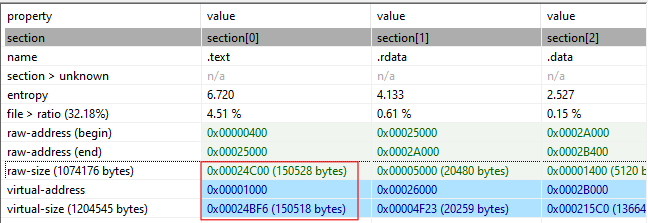 property value value value
section section[0] section[1] section[2]
name .text .rdata .data
section > unknown n/a n/a n/a
entropy 6.720 4.133 2.527
file > ratio (32.18%) 4.51 % 0.61 % 0.15 %
raw-address (begin) 0x00000400 0x00025000 0x0002A000
raw-address (end) 0x00025000 0x0002A000 0x0002B400
raw-size (1074176 bytes) 0x00024C00 (150528 bytes) 0x00005000 (20480 bytes) 0x00001400 (5120 b
virtual-address 0x00001000 0x00026000 0x0002B000
virtual-size (1204545 bytes) 0x00024BF6 (150518 bytes) 0x00004F23 (20259 bytes) 0x000215C0 (13664